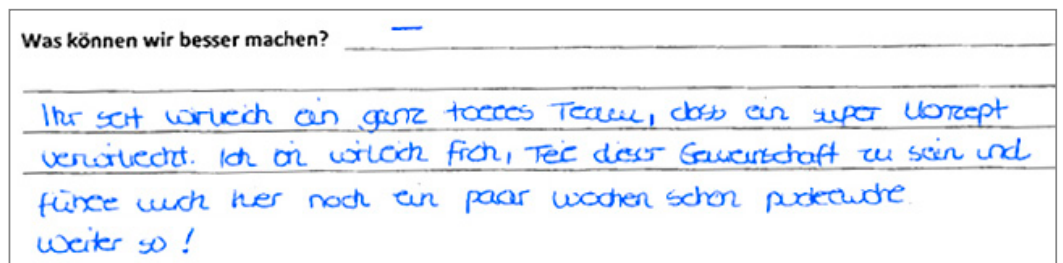 Was können wir besser machen? —
Ihr seit wirklich ein ganz tolles Team, dass ein super Konzept
verwirklicht. Ich bin wirklich froh, Teil dieser Gemeinschaft zu sein und
fühle mich hier noch ein paar Wochen schon pudelwohl.
Weiter so!